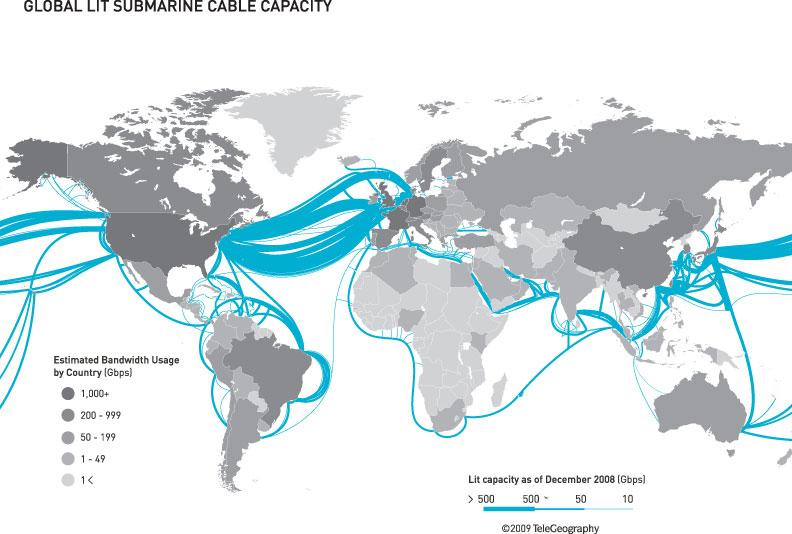 GLOBAL LIT SUBMARINE CABLE CAPACITY
Estimated Bandwidth Usage
by Country (Gbps)
1,000+
200 - 999
50 - 199
1 - 49
1 <
Lit capacity as of December 2008 (Gbps)
> 500 500 ~ 50 10
©2009 TeleGeography